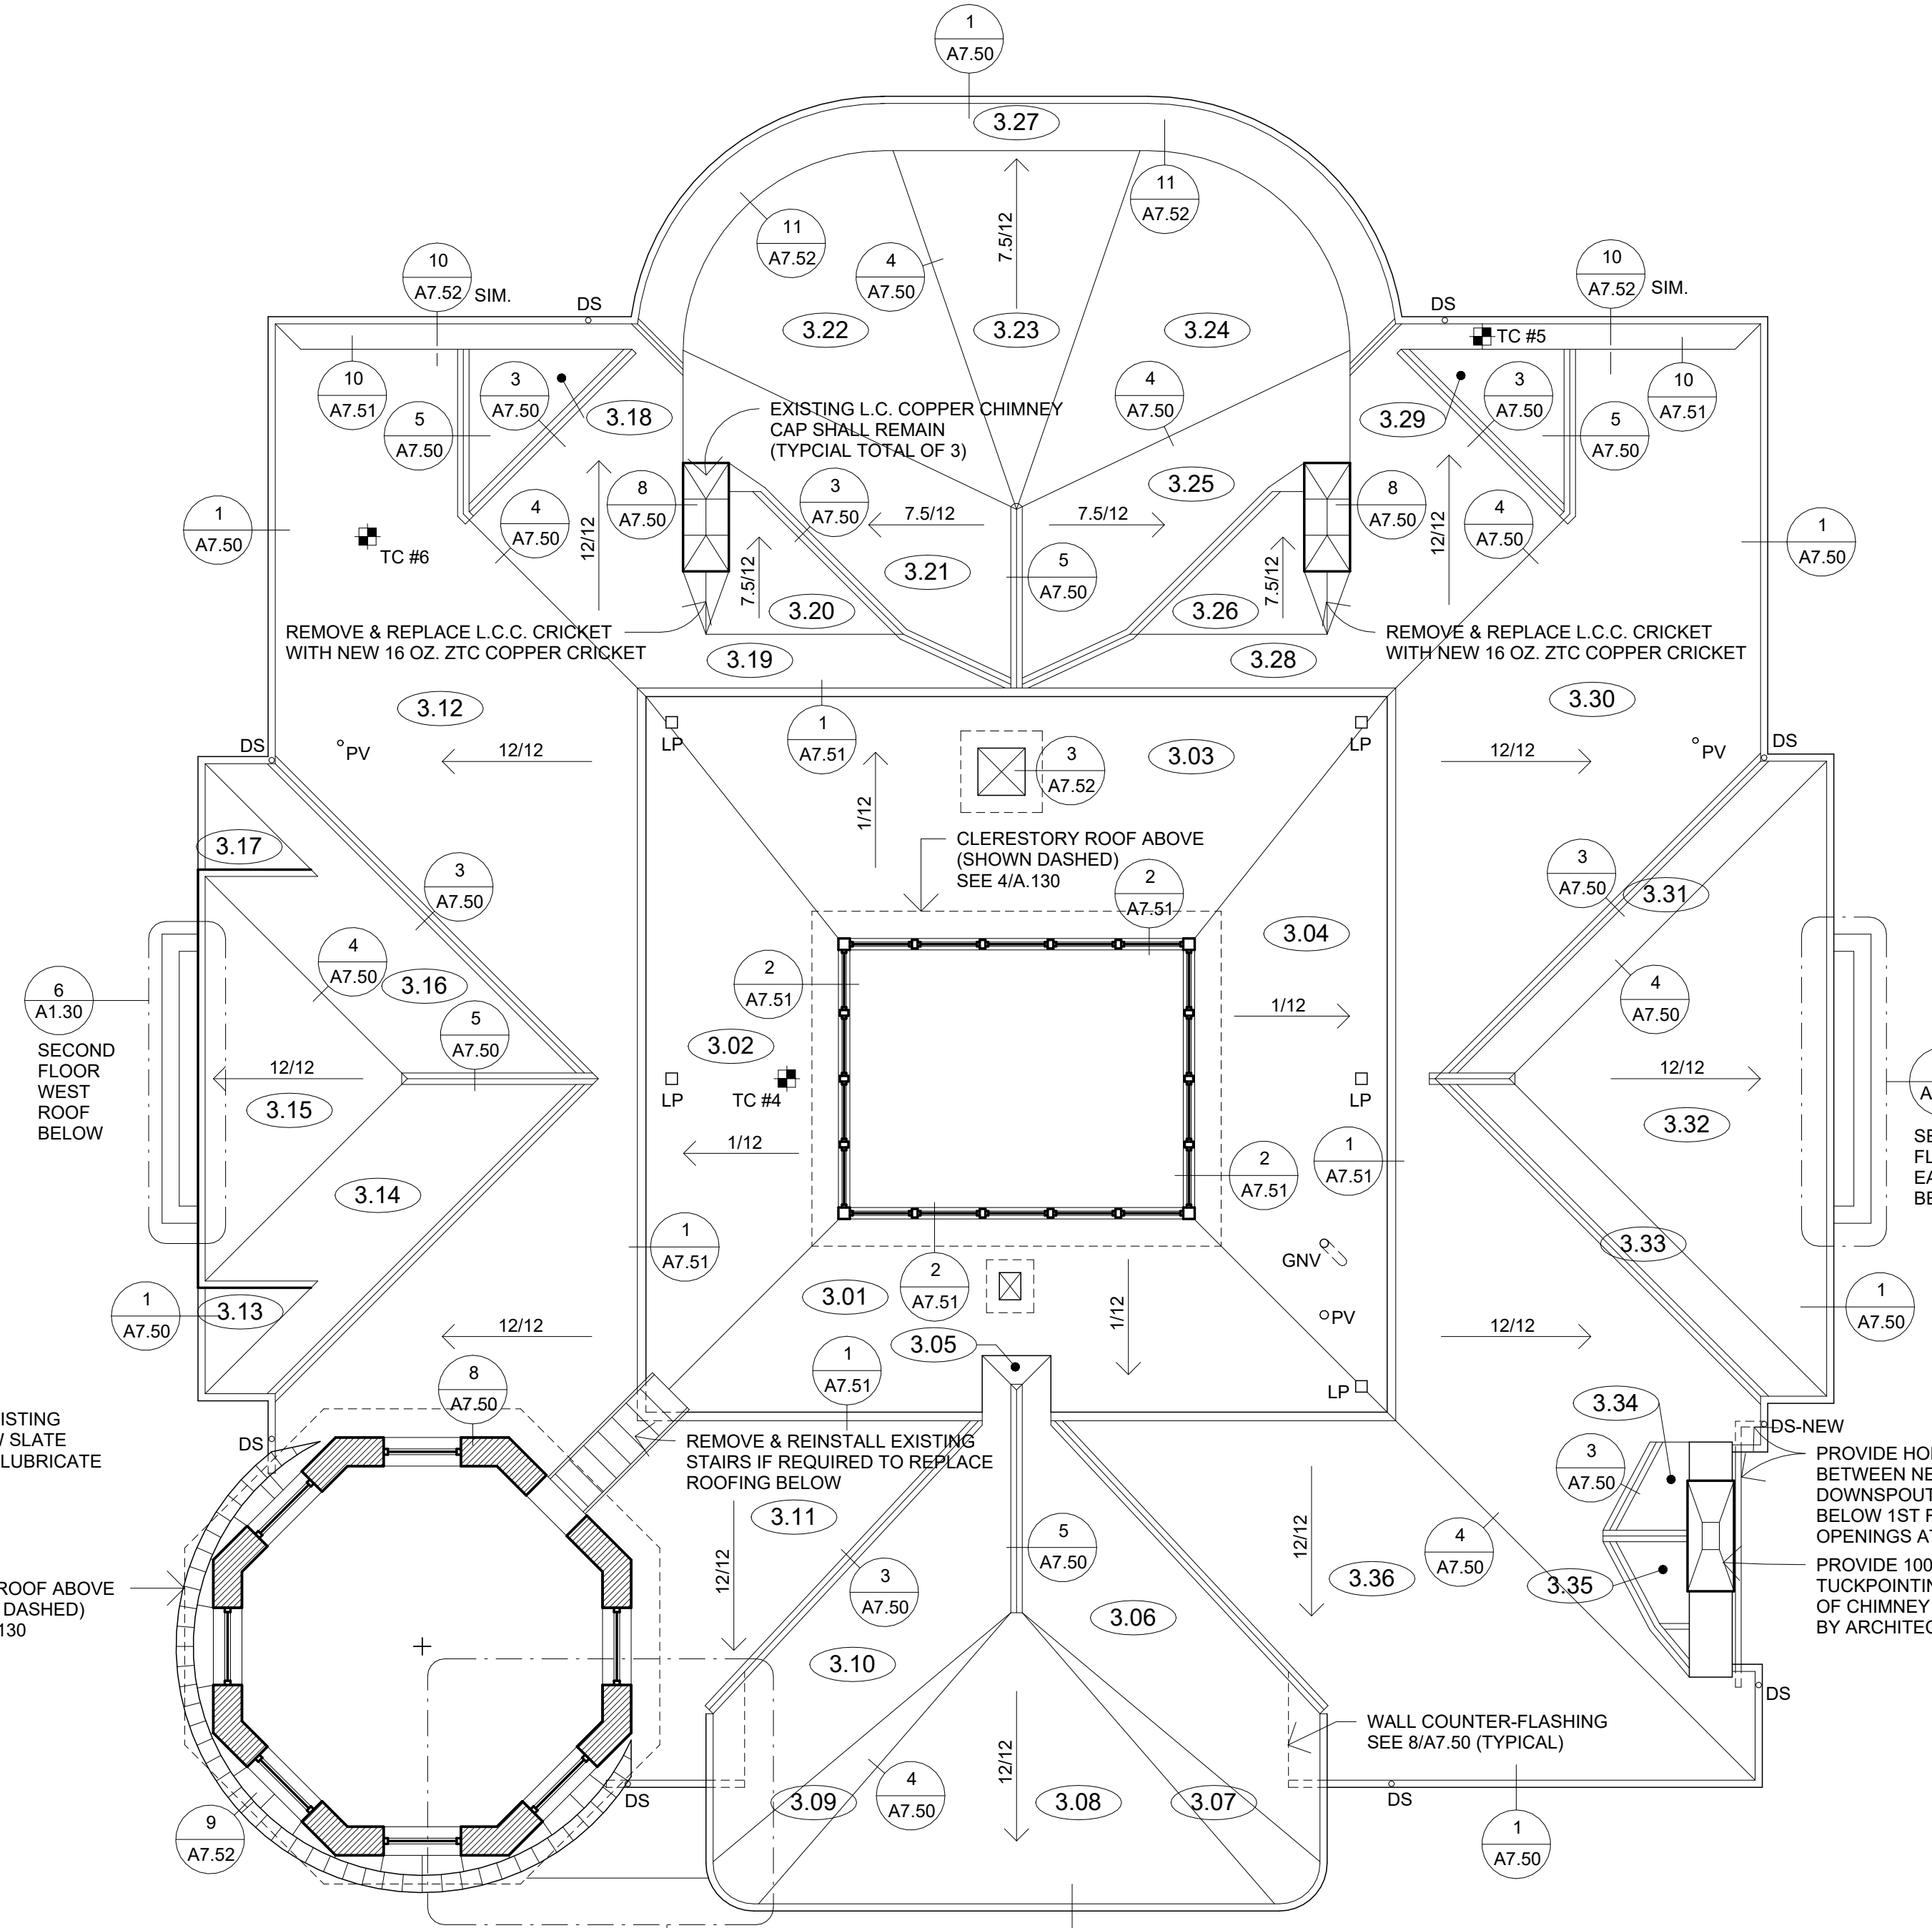 1
A7.50
3.27
11
A7.52
11
A7.52
4
A7.50
7.5/12
10
A7.52
SIM.
DS
3.22
3.23
3.24
DS
10
A7.52
SIM.
TC #5
10
A7.51
3
A7.50
5
A7.50
3.18
4
A7.50
3.29
3
A7.50
5
A7.50
10
A7.51
EXISTING L.C. COPPER CHIMNEY
CAP SHALL REMAIN
(TYPCIAL TOTAL OF 3)
1
A7.50
TC #6
4
A7.50
12/12
8
A7.50
3
A7.50
7.5/12
7.5/12
3.25
8
A7.50
12/12
4
A7.50
1
A7.50
7.5/12
3.20
3.21
5
A7.50
3.26
7.5/12
REMOVE & REPLACE L.C.C. CRICKET
WITH NEW 16 OZ. ZTC COPPER CRICKET
3.19
3.28
REMOVE & REPLACE L.C.C. CRICKET
WITH NEW 16 OZ. ZTC COPPER CRICKET
3.12
3.30
DS
PV
12/12
LP
1
A7.51
1/12
3
A7.52
3.03
LP
12/12
PV
DS
3.17
CLERESTORY ROOF ABOVE
(SHOWN DASHED)
SEE 4/A.130
2
A7.51
3
A7.50
3
A7.50
3.31
3.04
4
A7.50
3.16
2
A7.51
6
A1.30
5
A7.50
4
A7.50
1/12
SECOND
FLOOR
WEST
ROOF
BELOW
12/12
3.15
3.02
LP
TC #4
LP
12/12
3.32
1/12
2
A7.51
1
A7.51
3.14
1
A7.51
GNV
3.33
1
A7.50
3.13
12/12
3.01
2
A7.51
1/12
PV
12/12
1
A7.50
3.05
8
A7.50
1
A7.51
LP
3.34
DS-NEW
LUBRICATE
DS
REMOVE & REINSTALL EXISTING
STAIRS IF REQUIRED TO REPLACE
ROOFING BELOW
3
A7.50
BETWEEN
DOWNSPOUT
BELOW 1ST
OPENINGS
3.11
12/12
5
A7.50
12/12
4
A7.50
3
A7.50
3.36
3.35
PROVIDE
OF CHIMNEY
ROOF ABOVE
DASHED)
3.06
3.10
DS
WALL COUNTER-FLASHING
SEE 8/A7.50 (TYPICAL)
12/12
DS
3.09
4
A7.50
3.08
3.07
DS
9
A7.52
1
A7.50